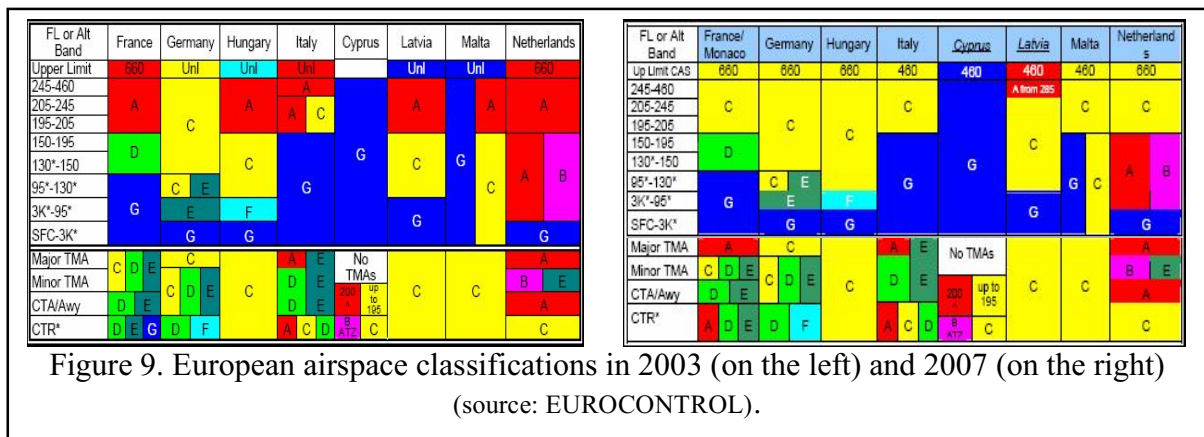 FL or Alt Band France Germany Hungary Italy Cyprus Latvia Malta Netherlands
Upper Limit 660 Unl Unl Unl Unl Unl 660
245-460 A C A A G A G A A
205-245 A C
195-205
150-195 D C G C C A B
130*-150
95*-130* G C E
3K*-95* E F G
SFC-3K* G G G
Major TMA C D E C C A E No TMAs C C A
Minor TMA C D E D E B E
CTA/Awy D E D E 200 A up to 195 A
CTR* D E G D F A C D B ATZ C C
FL or Alt Band France/ Monaco Germany Hungary Italy Cyprus Latvia Malta Netherland s
Up Limit CAS 660 660 660 460 460 460 460 660
245-460 C C C C G A from 285 C C
205-245 C
195-205
150-195 D G G C A B
130*-150
95*-130* G C E
3K*-95* E F G
SFC-3K* G G G
Major TMA A C C A E No TMAs C C A
Minor TMA C D E C D E D E B E
CTA/Awy D E 200 A up to 195 A
CTR* A D E D F A C D B ATZ C C
Figure 9. European airspace classifications in 2003 (on the left) and 2007 (on the right)
(source: EUROCONTROL).